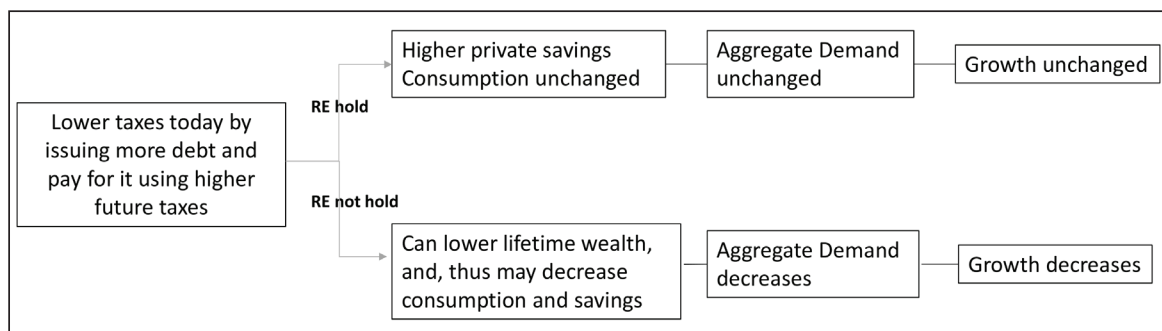 Higher private savings
Consumption unchanged
Aggregate Demand
unchanged
Growth unchanged
RE hold
Lower taxes today by
issuing more debt and
pay for it using higher
future taxes
RE not hold
Can lower lifetime wealth,
and, thus may decrease
consumption and savings
Aggregate Demand
decreases
Growth decreases